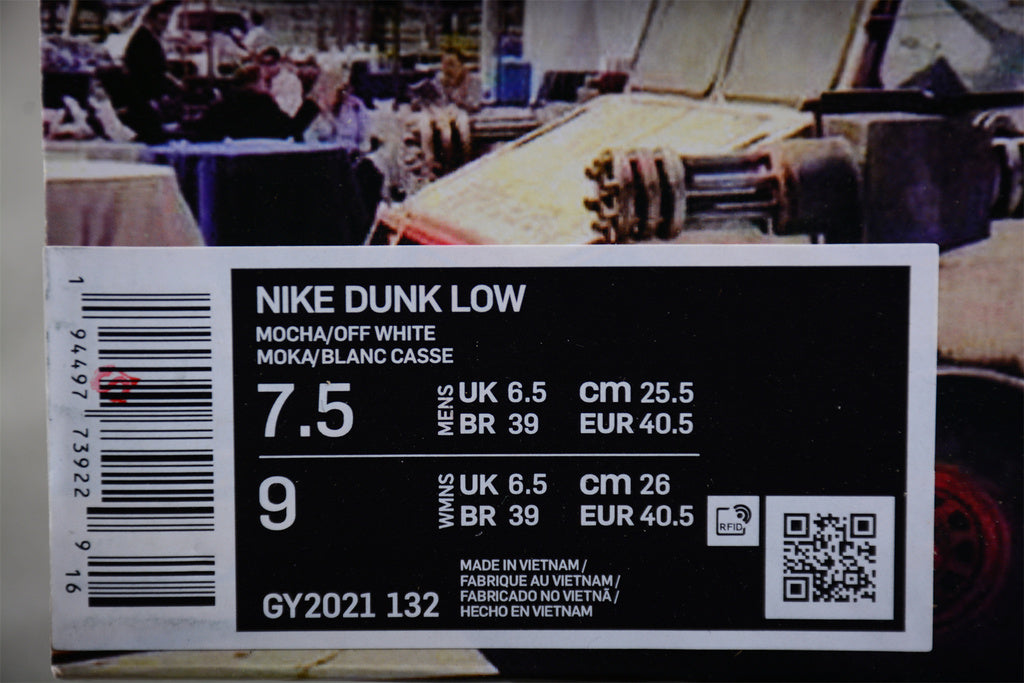 1 94497 73922 9 16
NIKE DUNK LOW
MOCHA/OFF WHITE
MOKA/BLANC CASSE
7.5 MENS UK 6.5 cm 25.5
BR 39 EUR 40.5
9 WMNS UK 6.5 cm 26
BR 39 EUR 40.5
RFID
MADE IN VIETNAM /
FABRIQUE AU VIETNAM /
FABRICADO NO VIETNÃ /
HECHO EN VIETNAM
GY2021 132